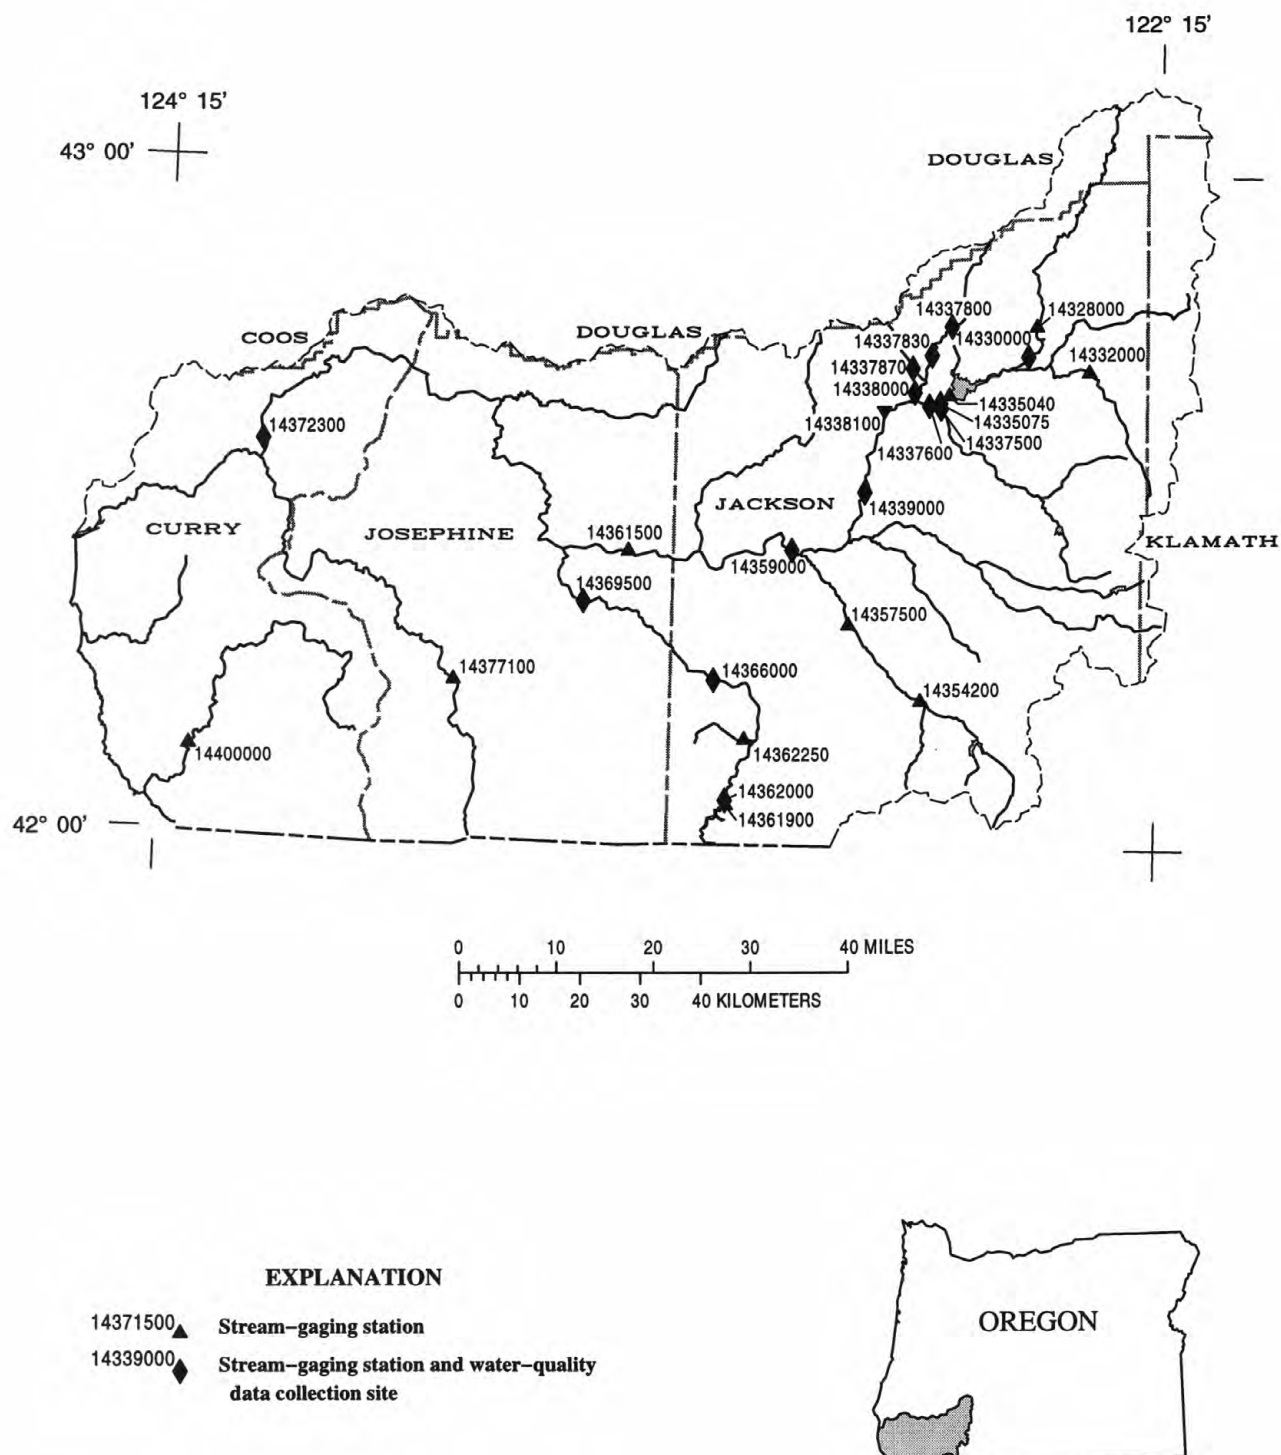 122° 15'
124° 15'
43° 00'
DOUGLAS
14337800
14328000
COOS
DOUGLAS
14337830
14330000
14332000
14337870
14338000
14335040
14372300
14338100
14335075
14337500
14337600
JACKSON
14339000
CURRY
JOSEPHINE
14361500
KLAMATH
14359000
14369500
14357500
14377100
14366000
14354200
14400000
14362250
14362000
14361900
42° 00'
0 10 20 30 40 MILES
0 10 20 30 40 KILOMETERS
EXPLANATION
14371500 Stream–gaging station
14339000 Stream–gaging station and water–quality
data collection site
OREGON